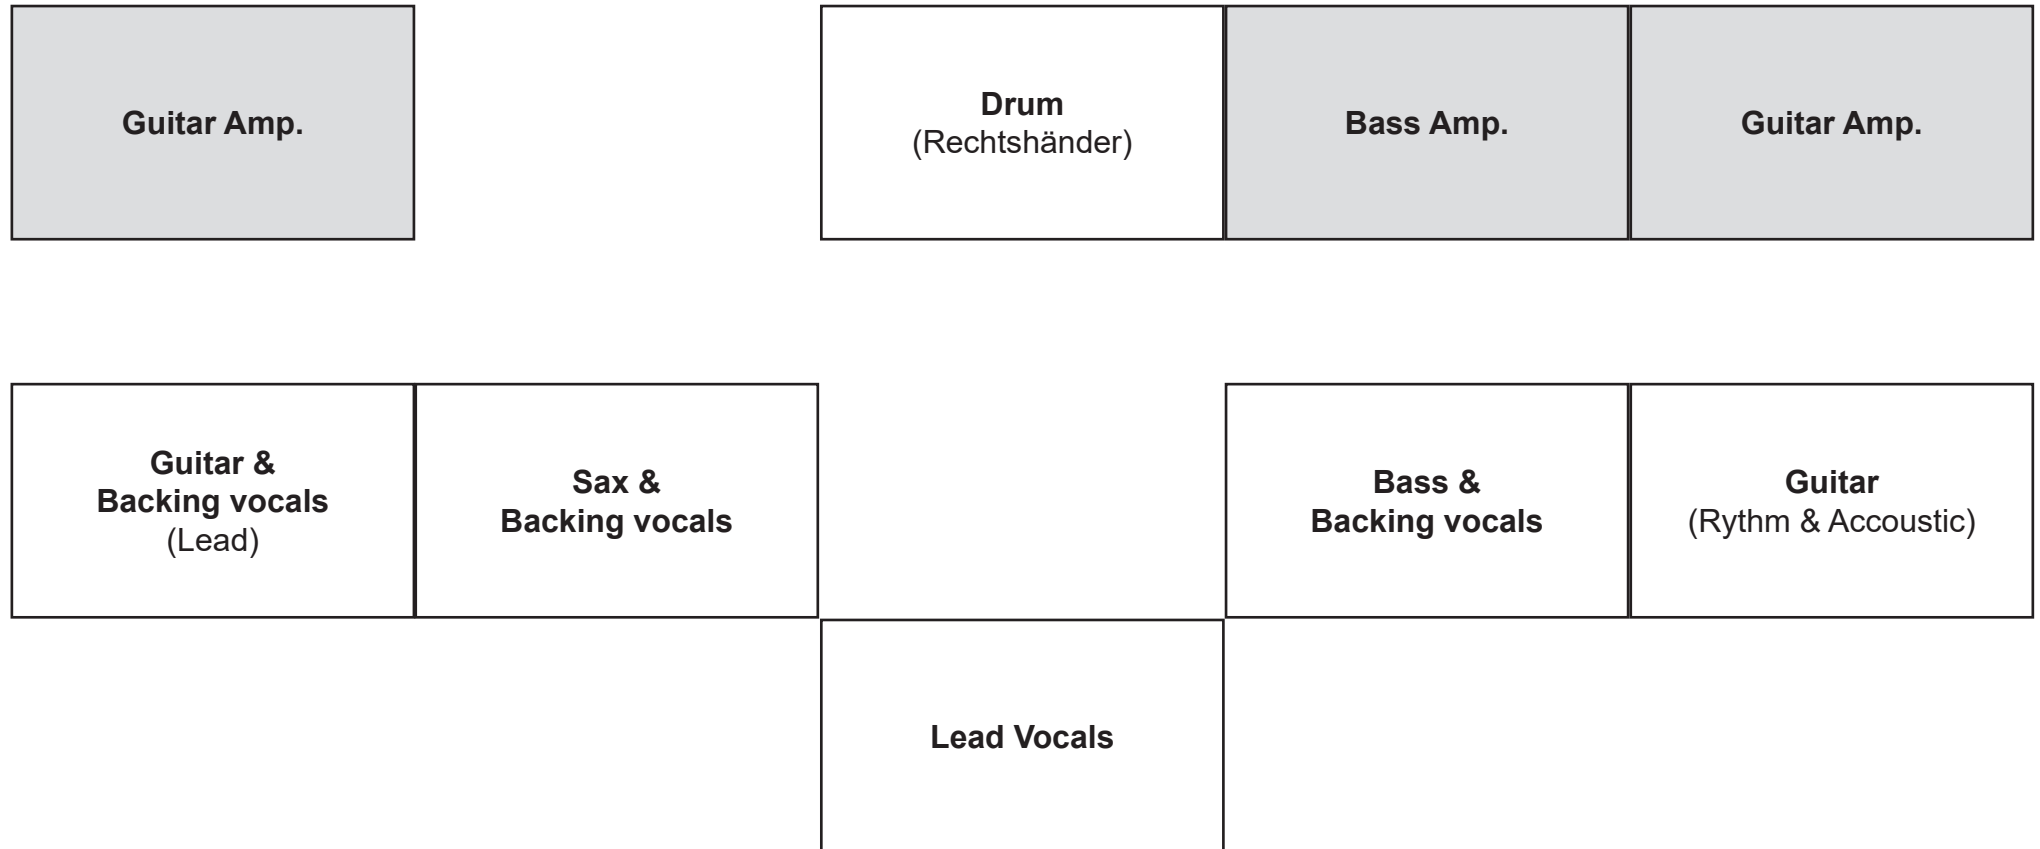 Guitar Amp.
Drum
(Rechtshänder)
Bass Amp.
Guitar Amp.
Guitar &
Backing vocals
(Lead)
Sax &
Backing vocals
Bass &
Backing vocals
Guitar
(Rythm & Accoustic)
Lead Vocals